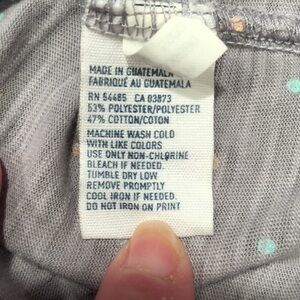 MADE IN GUATEMALA
FABRIQUÉ AU GUATEMALA
RN 54485 CA 03873
53% POLYESTER/POLYESTER
47% COTTON/COTON
MACHINE WASH COLD
WITH LIKE COLORS
USE ONLY NON-CHLORINE
BLEACH IF NEEDED.
TUMBLE DRY LOW
REMOVE PROMPTLY
COOL IRON IF NEEDED.
DO NOT IRON ON PRINT